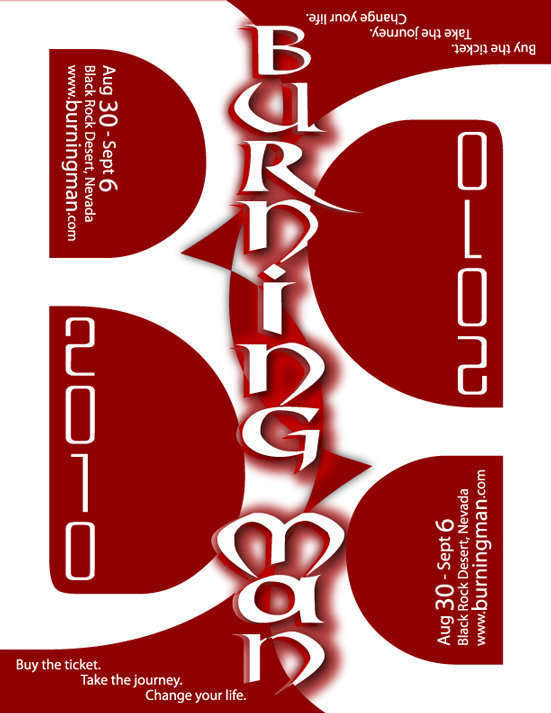 Buy the ticket.
Take the journey.
Change your life.
BURNING
MAN
Aug 30 - Sept 6
Black Rock Desert, Nevada
www.burningman.com
2010
2010
Aug 30 - Sept 6
Black Rock Desert, Nevada
www.burningman.com
Buy the ticket.
Take the journey.
Change your life.